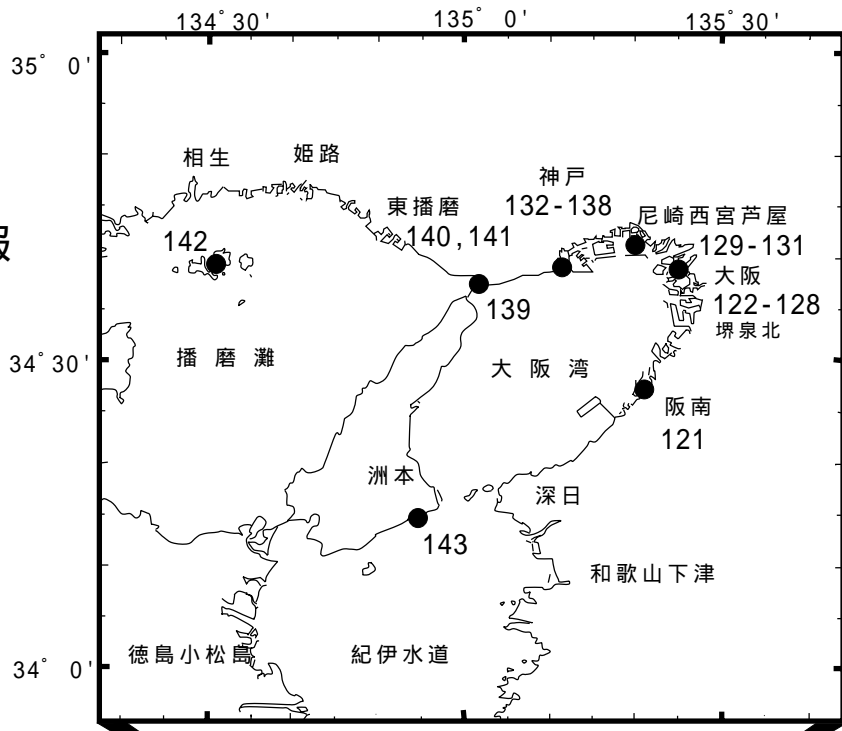 134°30' 135°0' 135°30'
35°0'
相生
姫路
神戸
132-138
東播磨
140,141
尼崎西宮芦屋
129-131
報
142
大阪
122-128
139
堺泉北
34°30'
播磨灘
大阪湾
阪南
121
洲本
深日
143
和歌山下津
徳島小松島
紀伊水道
34°0'